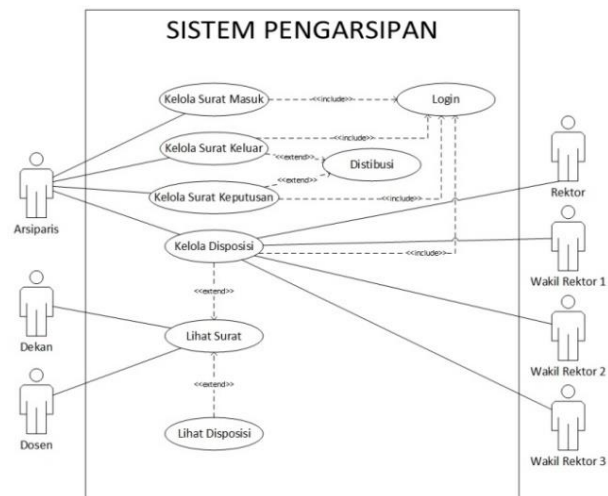 SISTEM PENGARSIPAN
Kelola Surat Masuk
<<include>>
Login
Kelola Surat Keluar
<<include>>
<<extend>>
Distibusi
<<extend>>
Kelola Surat Keputusan
<<include>>
Rektor
Arsiparis
Kelola Disposisi
<<include>>
Wakil Rektor 1
<<extend>>
Lihat Surat
Dekan
Wakil Rektor 2
<<extend>>
Lihat Disposisi
Dosen
Wakil Rektor 3